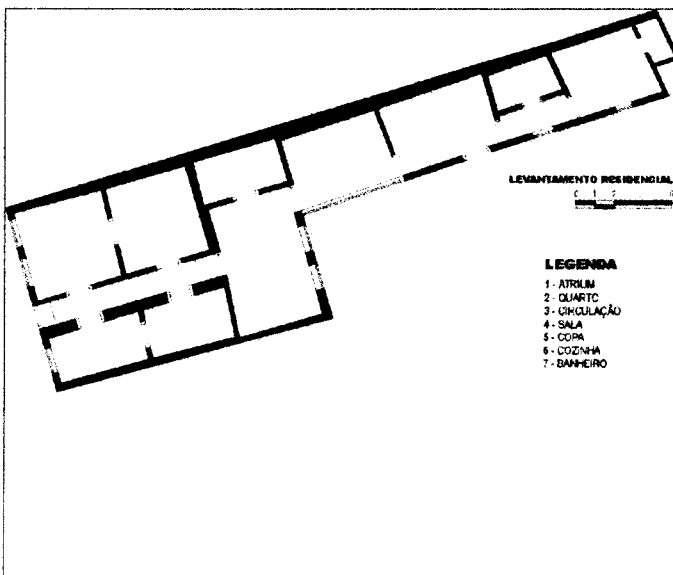 LEVANTAMENTO RESIDENCIAL
LEGENDA
1 - ATRIUM
2 - QUARTO
3 - CIRCULAÇÃO
4 - SALA
5 - COPA
6 - COZINHA
7 - BANHEIRO